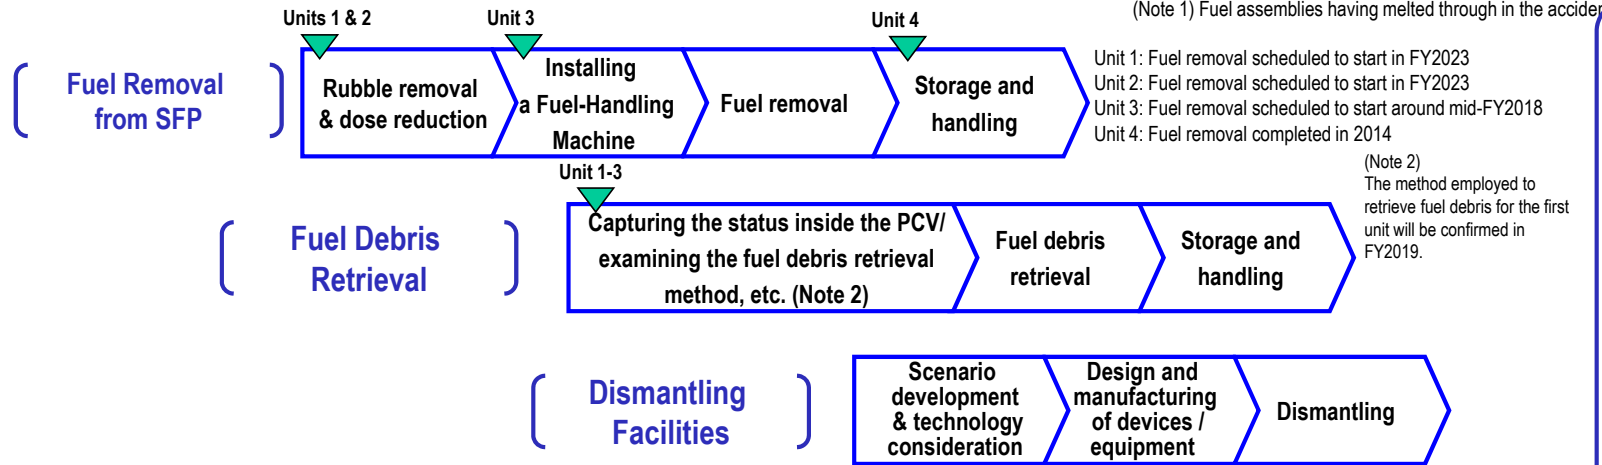 (Note 1) Fuel assemblies having melted through in the
Units 1 & 2
Unit 3
Unit 4
Fuel Removal
from SFP
Rubble removal
& dose reduction
Installing
a Fuel-Handling
Machine
Fuel removal
Storage and
handling
Unit 1: Fuel removal scheduled to start in FY2023
Unit 2: Fuel removal scheduled to start in FY2023
Unit 3: Fuel removal scheduled to start around mid-FY2018
Unit 4: Fuel removal completed in 2014
Unit 1-3
Fuel Debris
Retrieval
Capturing the status inside the PCV/
examining the fuel debris retrieval
method, etc. (Note 2)
Fuel debris
retrieval
Storage and
handling
(Note 2)
The method employed to
retrieve fuel debris for the first
unit will be confirmed in
FY2019.
Dismantling
Facilities
Scenario
development
& technology
consideration
Design and
manufacturing
of devices /
equipment
Dismantling